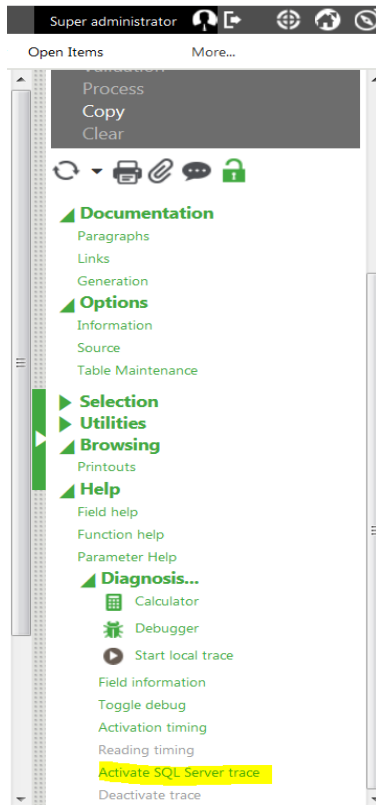 Super administrator
Open Items More...
Validation
Process
Copy
Clear
Documentation
Paragraphs
Links
Generation
Options
Information
Source
Table Maintenance
Selection
Utilities
Browsing
Printouts
Help
Field help
Function help
Parameter Help
Diagnosis...
Calculator
Debugger
Start local trace
Field information
Toggle debug
Activation timing
Reading timing
Activate SQL Server trace
Deactivate trace